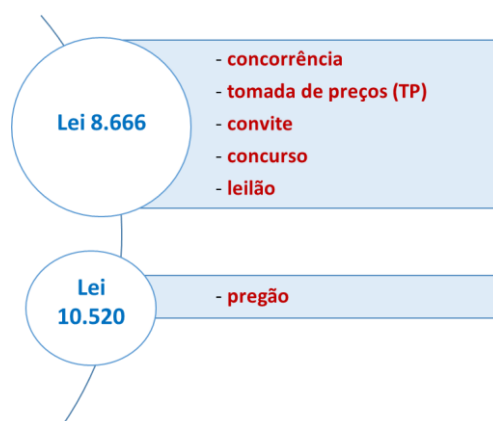 Lei 8.666
- concorrência
- tomada de preços (TP)
- convite
- concurso
- leilão
Lei
10.520
- pregão